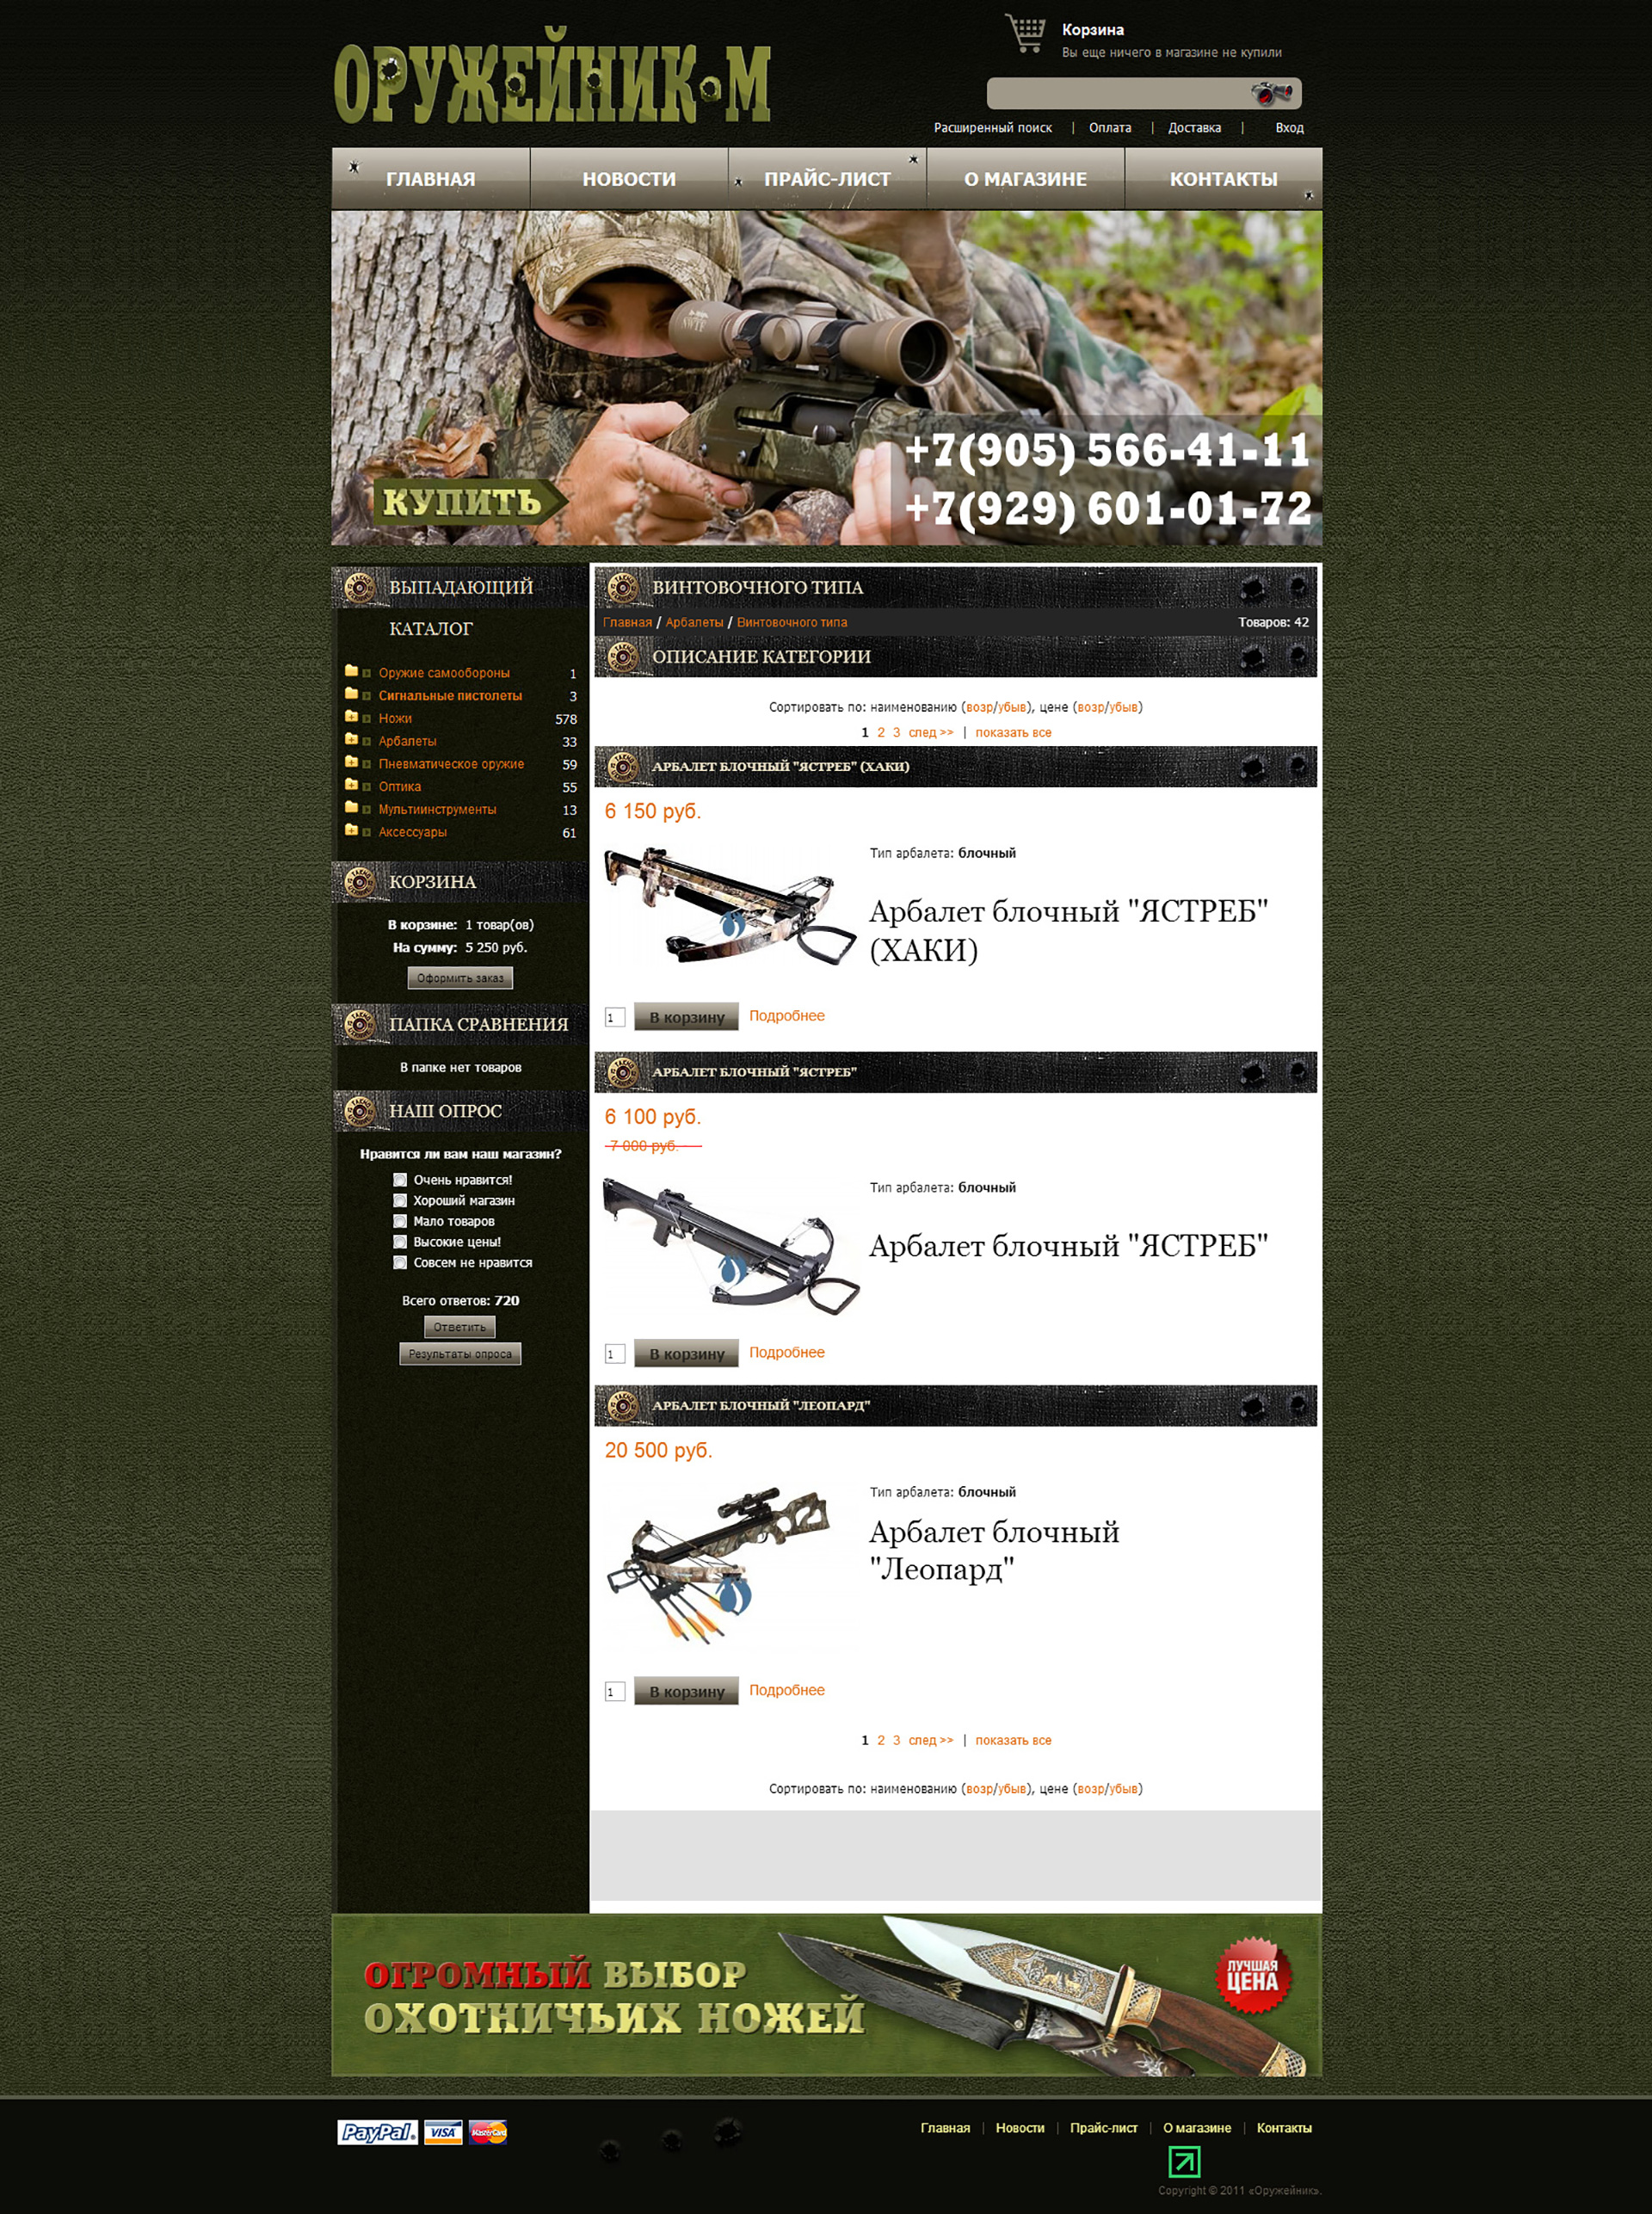 ОРУЖЕЙНИК-М
Корзина
Вы еще ничего в магазине не купили
Расширенный поиск | Оплата | Доставка | Вход
ГЛАВНАЯ
НОВОСТИ
ПРАЙС-ЛИСТ
О МАГАЗИНЕ
КОНТАКТЫ
+7(905) 566-41-11
КУПИТЬ
+7(929) 601-01-72
ВЫПАДАЮЩИЙ
КАТАЛОГ
Оружие самообороны 1
Сигнальные пистолеты 3
Ножи 578
Арбалеты 33
Пневматическое оружие 59
Оптика 55
Мультиинструменты 13
Аксессуары 61
КОРЗИНА
В корзине: 1 товар(ов)
На сумму: 5 250 руб.
Оформить заказ
ПАПКА СРАВНЕНИЯ
В папке нет товаров
НАШ ОПРОС
Нравится ли вам наш магазин?
Очень нравится!
Хороший магазин
Мало товаров
Высокие цены!
Совсем не нравится
Всего ответов: 720
Ответить
Результаты опроса
ВИНТОВОЧНОГО ТИПА
Главная / Арбалеты / Винтовочного типа Товаров: 42
ОПИСАНИЕ КАТЕГОРИИ
Сортировать по: наименованию (возр/убыв), цене (возр/убыв)
1 2 3 след >> | показать все
АРБАЛЕТ БЛОЧНЫЙ "ЯСТРЕБ" (ХАКИ)
6 150 руб.
Тип арбалета: блочный
Арбалет блочный "ЯСТРЕБ"
(ХАКИ)
1 В корзину Подробнее
АРБАЛЕТ БЛОЧНЫЙ "ЯСТРЕБ"
6 100 руб.
7 000 руб.
Тип арбалета: блочный
Арбалет блочный "ЯСТРЕБ"
1 В корзину Подробнее
АРБАЛЕТ БЛОЧНЫЙ "ЛЕОПАРД"
20 500 руб.
Тип арбалета: блочный
Арбалет блочный
"Леопард"
1 В корзину Подробнее
1 2 3 след >> | показать все
Сортировать по: наименованию (возр/убыв), цене (возр/убыв)
ОГРОМНЫЙ ВЫБОР
ОХОТНИЧЬИХ НОЖЕЙ
ЛУЧШАЯ
ЦЕНА
PayPal VISA MasterCard
Главная | Новости | Прайс-лист | О магазине | Контакты
Copyright © 2011 «Оружейник».